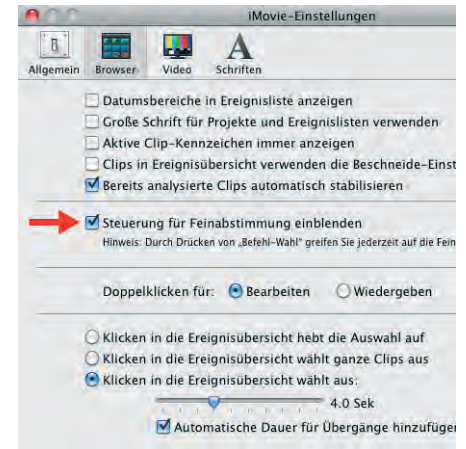 iMovie-Einstellungen
Allgemein Browser Video Schriften
Datumsbereiche in Ereignisliste anzeigen
Große Schrift für Projekte und Ereignislisten verwenden
Aktive Clip-Kennzeichen immer anzeigen
Clips in Ereignisübersicht verwenden die Beschneide-Einst
Bereits analysierte Clips automatisch stabilisieren
Steuerung für Feinabstimmung einblenden
Hinweis: Durch Drücken von „Befehl-Wahl“ greifen Sie jederzeit auf die Fein
Doppelklicken für: Bearbeiten Wiedergeben
Klicken in die Ereignisübersicht hebt die Auswahl auf
Klicken in die Ereignisübersicht wählt ganze Clips aus
Klicken in die Ereignisübersicht wählt aus:
4.0 Sek
Automatische Dauer für Übergänge hinzufüger